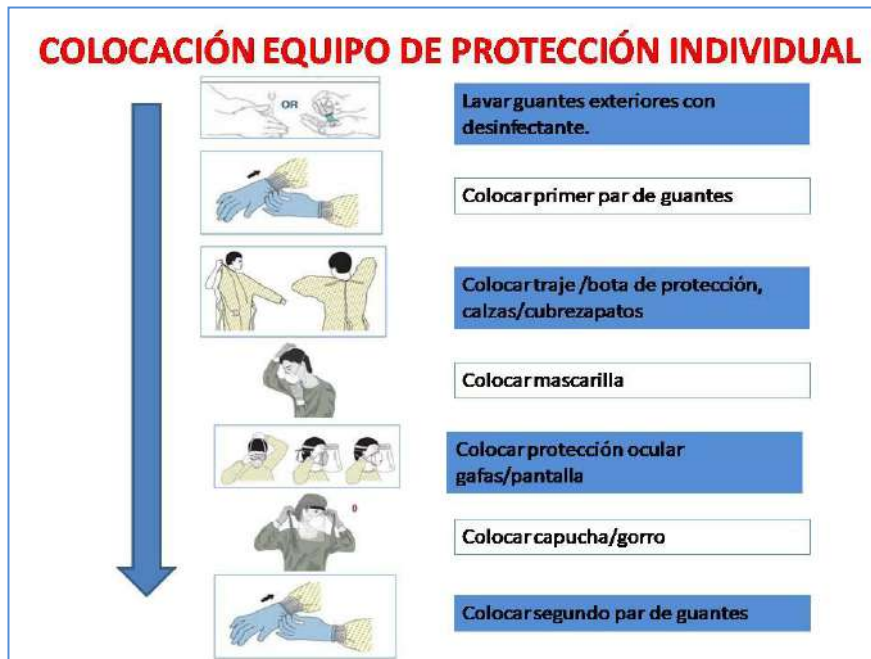 COLOCACIÓN EQUIPO DE PROTECCIÓN INDIVIDUAL
OR
Lavar guantes exteriores con
desinfectante.
Colocar primer par de guantes
Colocar traje /bota de protección,
calzas/cubrezapatos
Colocar mascarilla
Colocar protección ocular
gafas/pantalla
Colocar capucha/gorro
Colocar segundo par de guantes